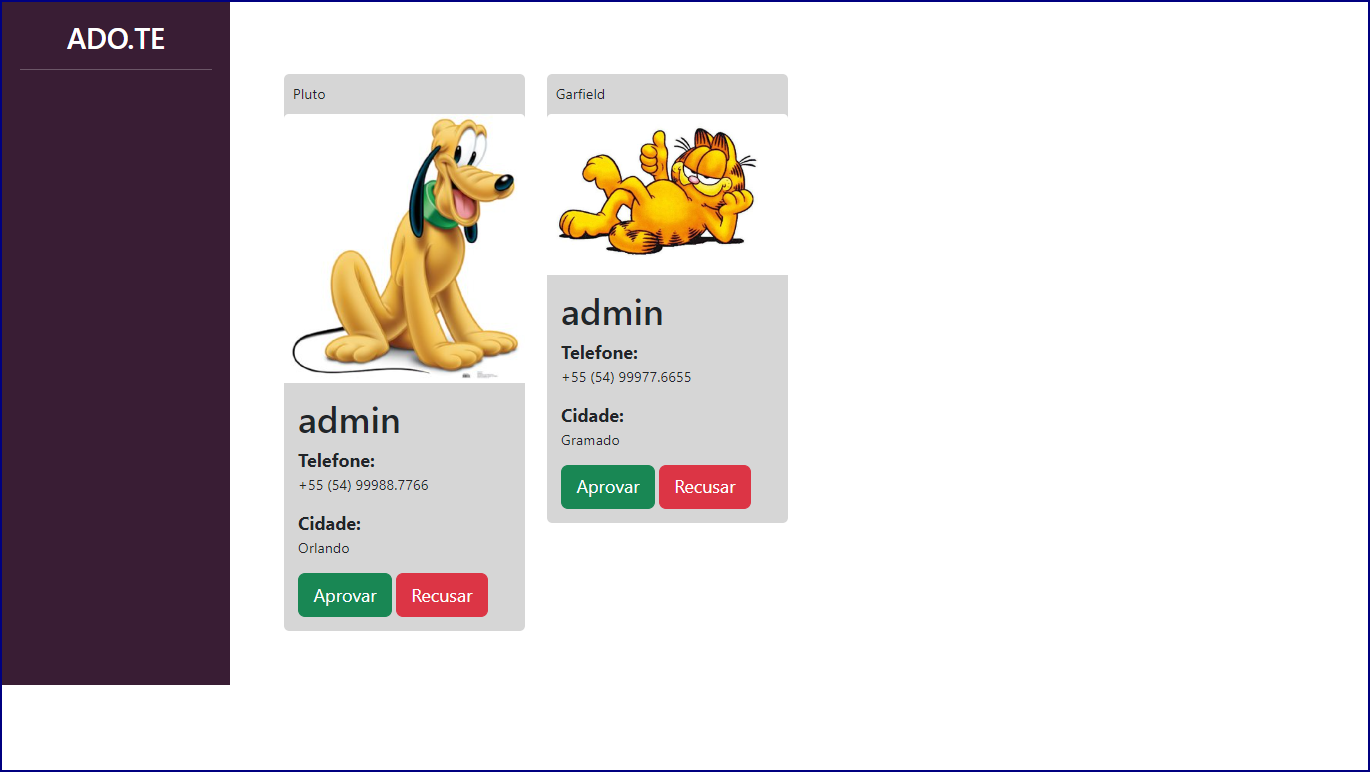 ADO.TE
Pluto
admin
Telefone:
+55 (54) 99988.7766
Cidade:
Orlando
Aprovar Recusar
Garfield
admin
Telefone:
+55 (54) 99977.6655
Cidade:
Gramado
Aprovar Recusar